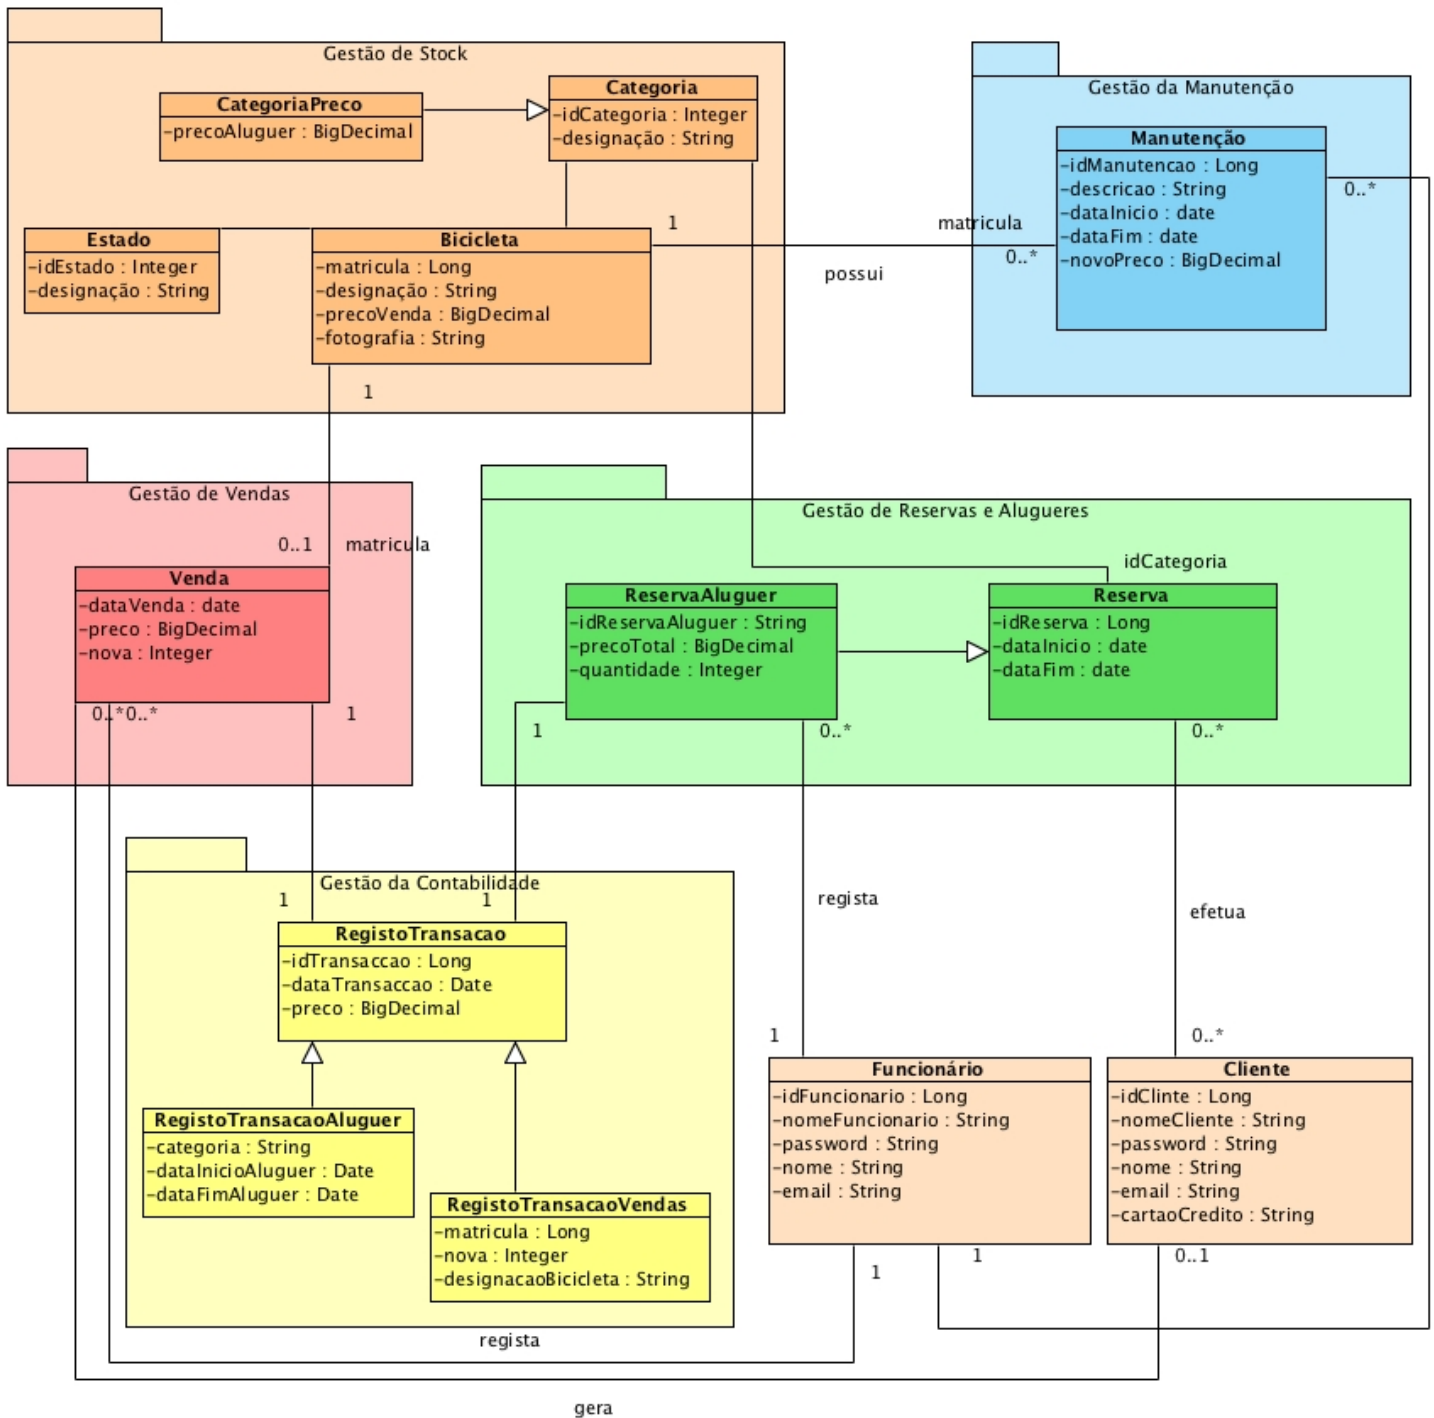 Gestão de Stock
CategoriaPreco
-precoAluguer : BigDecimal
Categoria
-idCategoria : Integer
-designação : String
Estado
-idEstado : Integer
-designação : String
Bicicleta
-matricula : Long
-designação : String
-precoVenda : BigDecimal
-fotografia : String
1
matricula
0..*
possui
Gestão da Manutenção
Manutenção
-idManutencao : Long
-descricao : String
-dataInicio : date
-dataFim : date
-novoPreco : BigDecimal
0..*
1
Gestão de Vendas
0..1
matricula
Venda
-dataVenda : date
-preco : BigDecimal
-nova : Integer
0..*
0..*
1
Gestão de Reservas e Alugueres
idCategoria
ReservaAluguer
-idReservaAluguer : String
-precoTotal : BigDecimal
-quantidade : Integer
Reserva
-idReserva : Long
-dataInicio : date
-dataFim : date
1
0..*
0..*
Gestão da Contabilidade
1
1
RegistoTransacao
-idTransaccao : Long
-dataTransaccao : Date
-preco : BigDecimal
RegistoTransacaoAluguer
-categoria : String
-dataInicioAluguer : Date
-dataFimAluguer : Date
RegistoTransacaoVendas
-matricula : Long
-nova : Integer
-designacaoBicicleta : String
regista
efetua
1
0..*
Funcionário
-idFuncionario : Long
-nomeFuncionario : String
-password : String
-nome : String
-email : String
Cliente
-idClinte : Long
-nomeCliente : String
-password : String
-nome : String
-email : String
-cartaoCredito : String
1
1
0..1
regista
gera